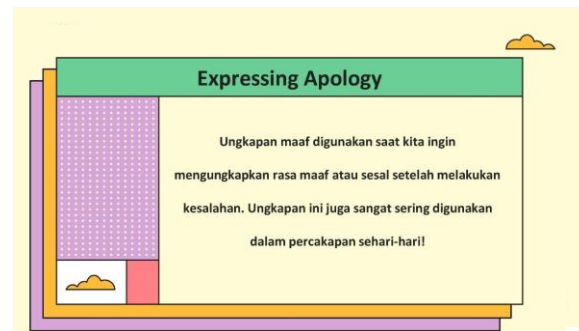 Expressing Apology
Ungkapan maaf digunakan saat kita ingin
mengungkapkan rasa maaf atau sesal setelah melakukan
kesalahan. Ungkapan ini juga sangat sering digunakan
dalam percakapan sehari-hari!